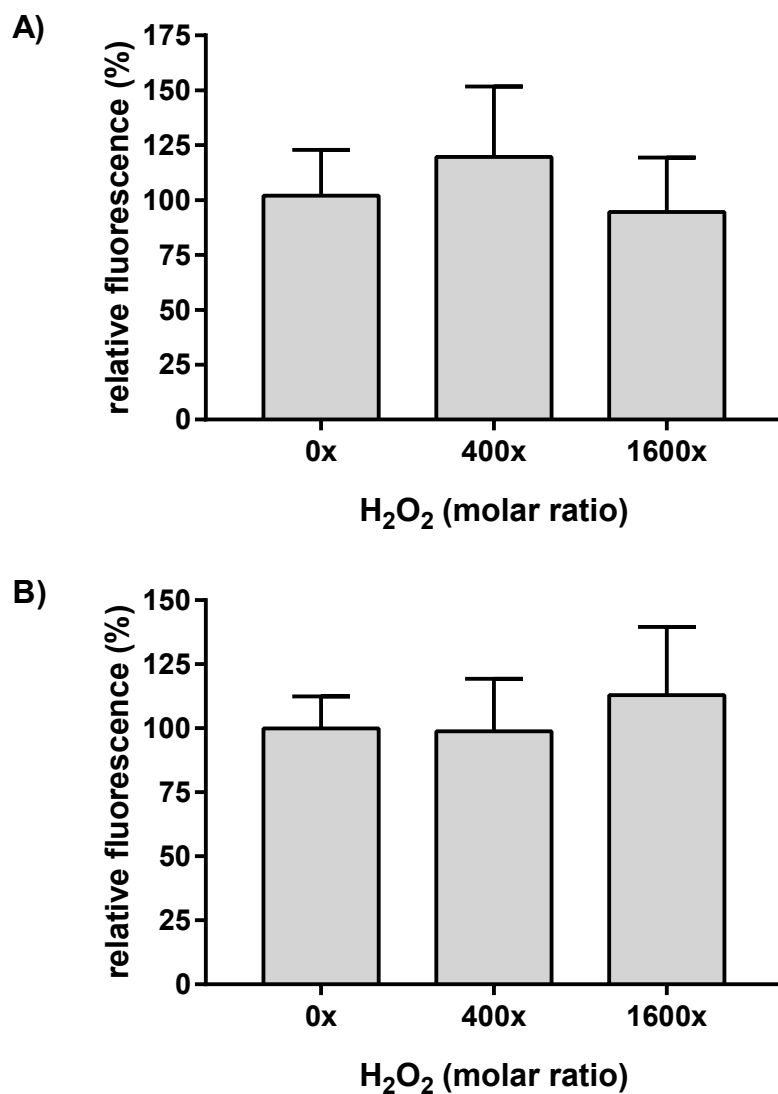 A)
relative fluorescence (%)
175
150
125
100
75
50
25
0
0x 400x 1600x
H₂O₂ (molar ratio)
B)
relative fluorescence (%)
150
125
100
75
50
25
0
0x 400x 1600x
H₂O₂ (molar ratio)